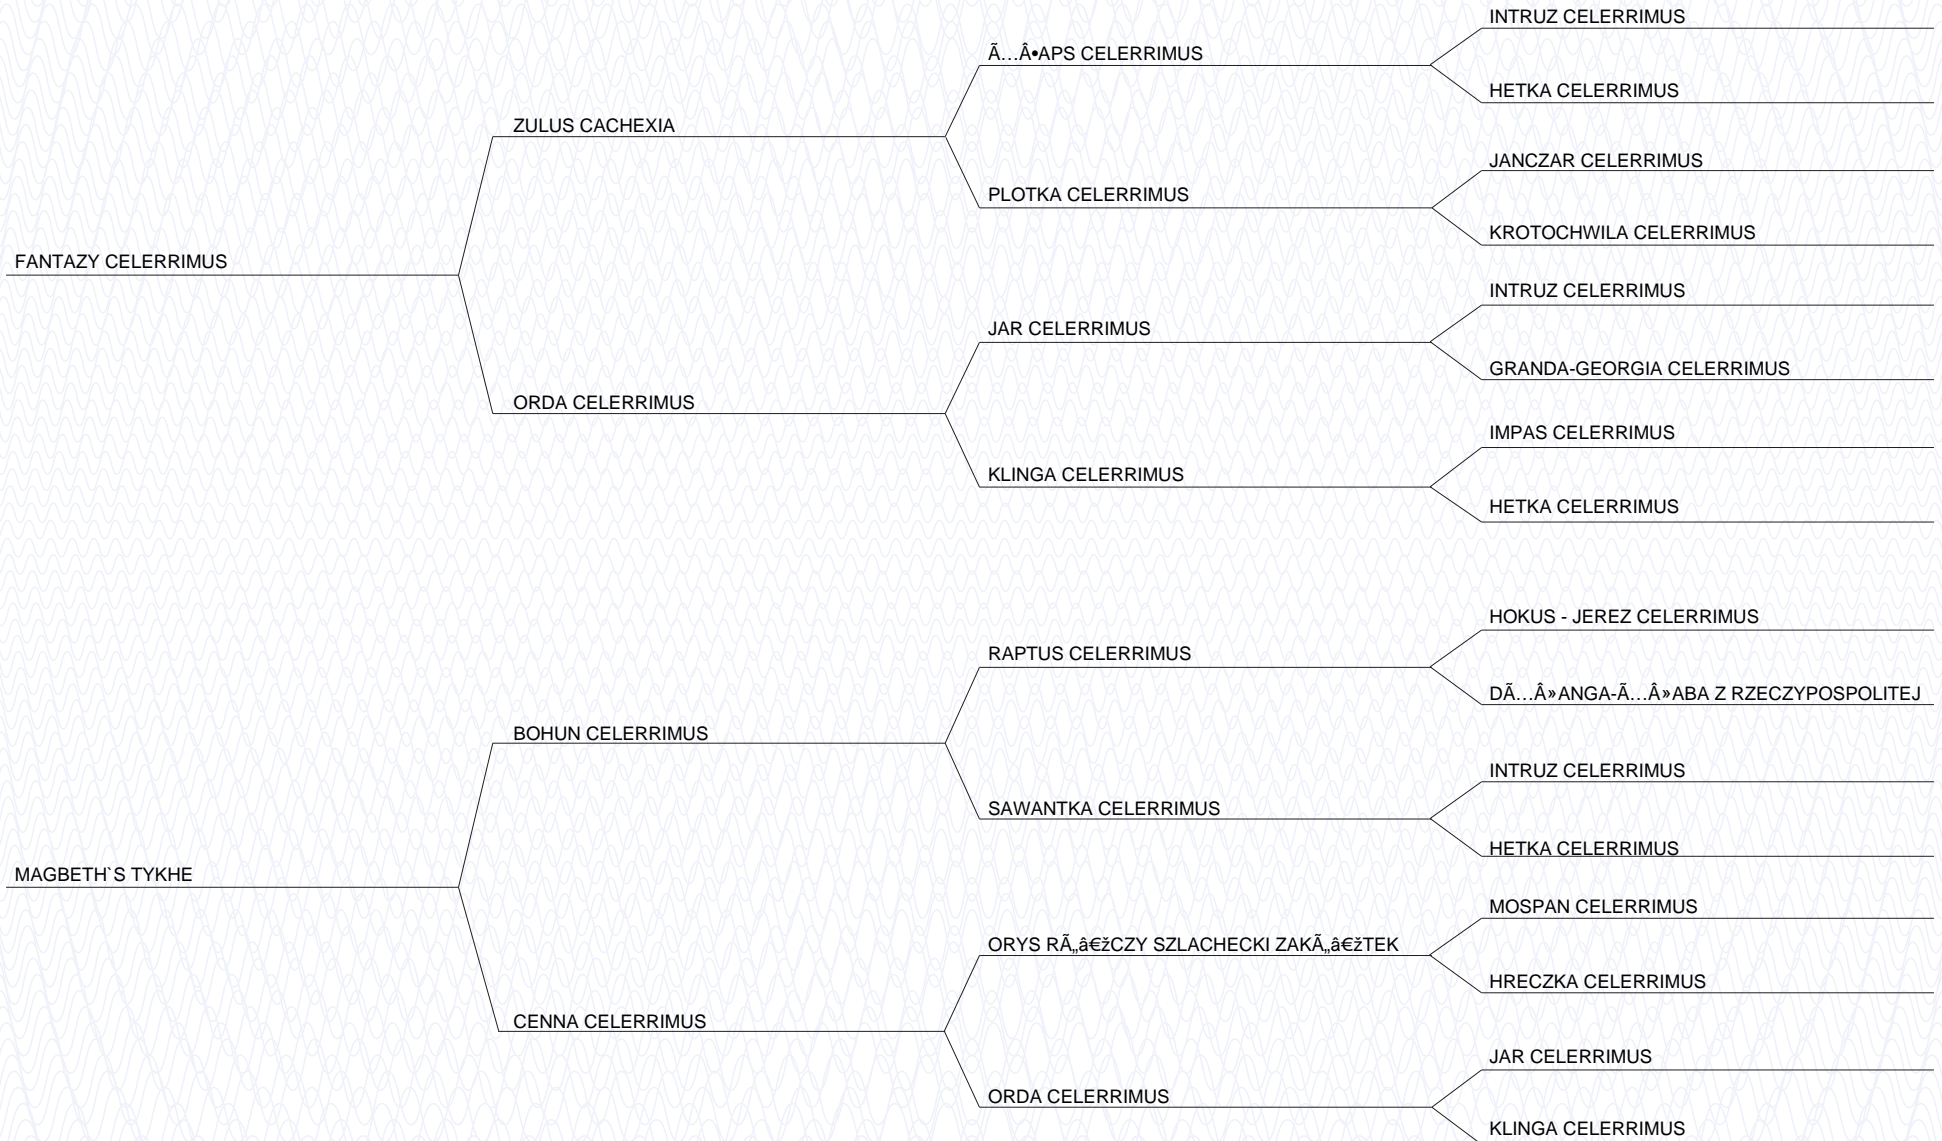 INTRUZ CELERRIMUS
Ã…Â•APS CELERRIMUS
HETKA CELERRIMUS
ZULUS CACHEXIA
JANCZAR CELERRIMUS
PLOTKA CELERRIMUS
KROTOCHWILA CELERRIMUS
FANTAZY CELERRIMUS
INTRUZ CELERRIMUS
JAR CELERRIMUS
GRANDA-GEORGIA CELERRIMUS
ORDA CELERRIMUS
IMPAS CELERRIMUS
KLINGA CELERRIMUS
HETKA CELERRIMUS
HOKUS - JEREZ CELERRIMUS
RAPTUS CELERRIMUS
DÃ…Â»ANGA-Ã…Â»ABA Z RZECZYPOSPOLITEJ
BOHUN CELERRIMUS
INTRUZ CELERRIMUS
SAWANTKA CELERRIMUS
HETKA CELERRIMUS
MAGBETH`S TYKHE
MOSPAN CELERRIMUS
ORYS RÃ„â€žCZY SZLACHECKI ZAKÃ„â€žTEK
HRECZKA CELERRIMUS
CENNA CELERRIMUS
JAR CELERRIMUS
ORDA CELERRIMUS
KLINGA CELERRIMUS